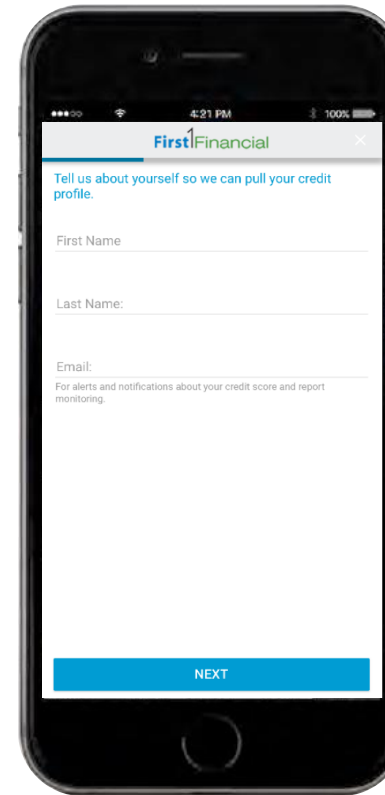 4:21 PM 100%
First1Financial
Tell us about yourself so we can pull your credit
profile.
First Name
Last Name:
Email:
For alerts and notifications about your credit score and report
monitoring.
NEXT